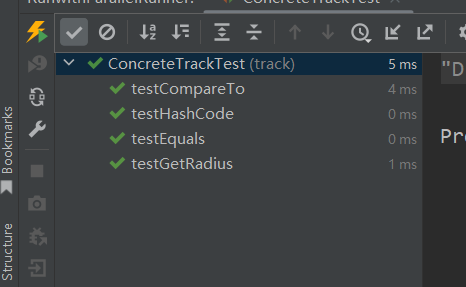 ConcreteTrackTest (track) 5 ms
"D
testCompareTo 4 ms
testHashCode 0 ms
Pro
testEquals 0 ms
testGetRadius 1 ms
Bookmarks
Structure